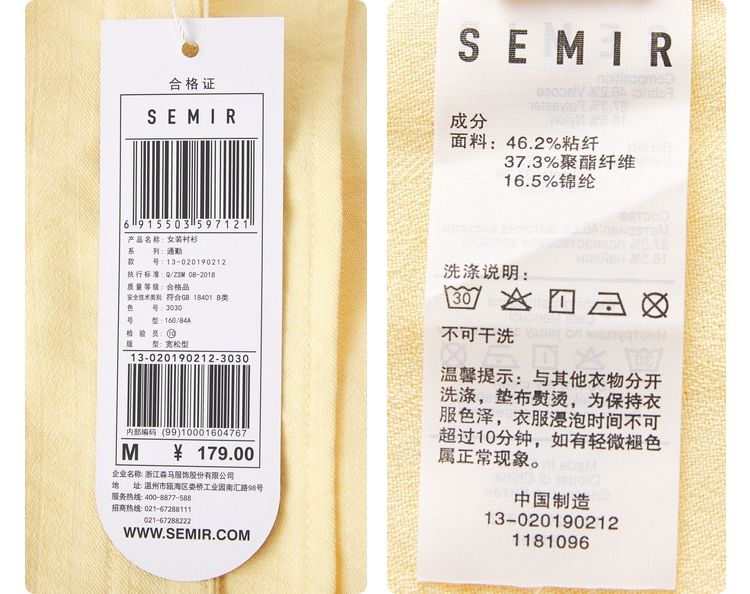 合格证
SEMIR
6 915503 597121
产品名称: 女装衬衫
系 列: 通勤
款 号: 13-020190212
执行标准: Q/ZSM 08-2018
质量等级: 合格品
安全技术类别: 符合GB 18401 B类
色 号: 3030
号 型: 160/84A
检 验 员: ⑩
版 型: 宽松型
13-020190212-3030
内部编码 (99)10001604767
M ¥ 179.00
企业名称: 浙江森马服饰股份有限公司
地 址: 温州市瓯海区娄桥工业园南汇路98号
服务热线: 400-8877-588
招商热线: 021-67288111
021-67288222
WWW.SEMIR.COM
SEMIR
成分
面料: 46.2%粘纤
37.3%聚酯纤维
16.5%锦纶
洗涤说明:
30
不可干洗
温馨提示: 与其他衣物分开
洗涤, 垫布熨烫, 为保持衣
服色泽, 衣服浸泡时间不可
超过10分钟, 如有轻微褪色
属正常现象。
中国制造
13-020190212
1181096